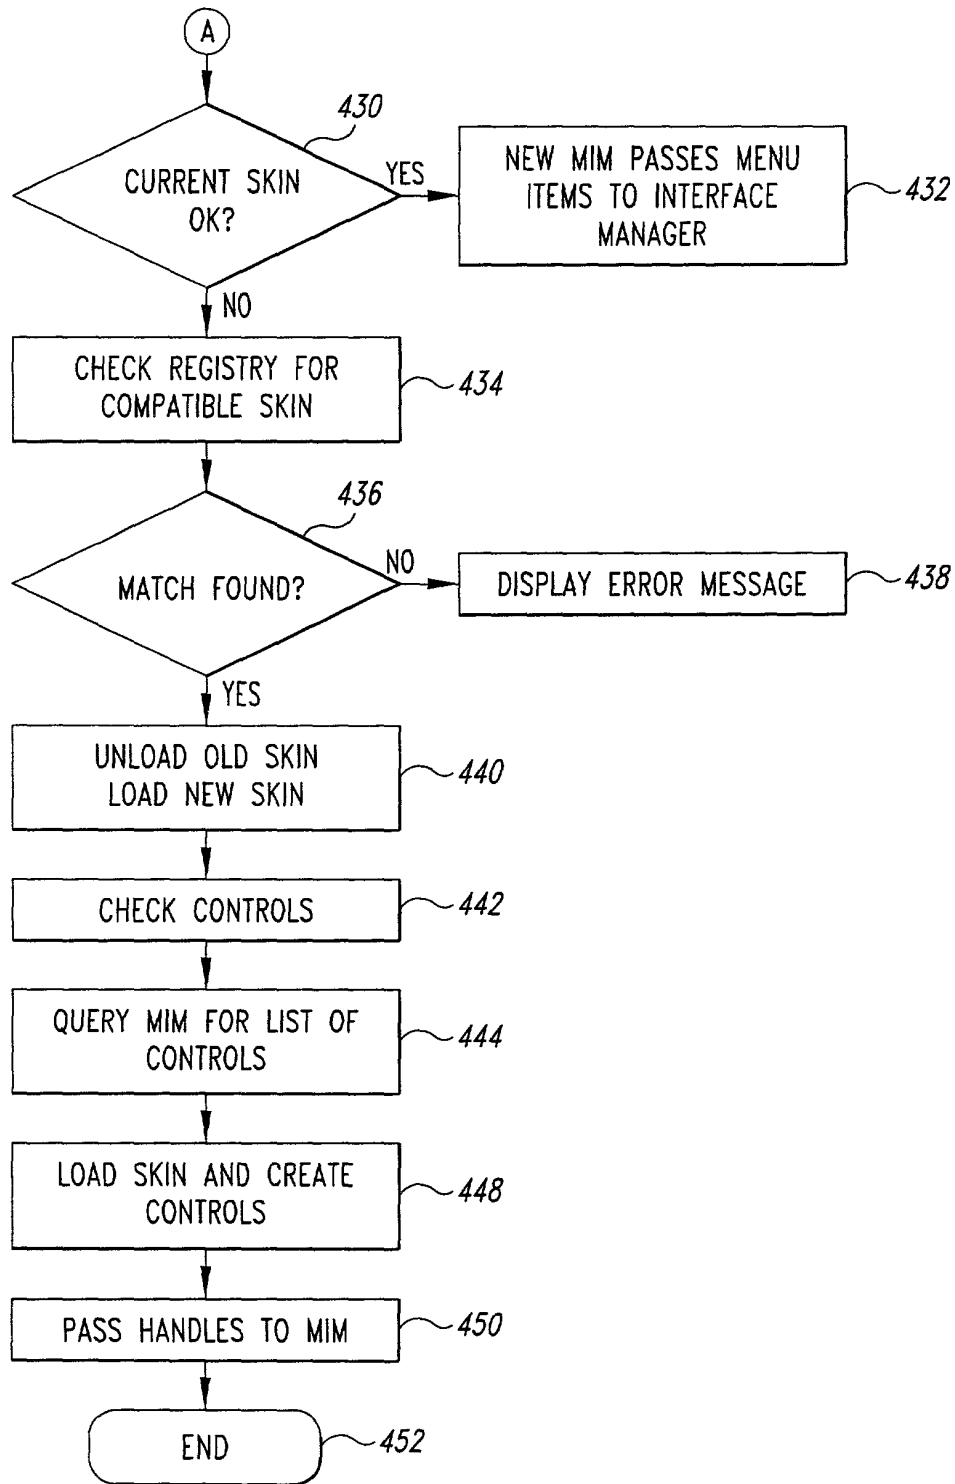 A
430
CURRENT SKIN
OK?
YES
NEW MIM PASSES MENU
ITEMS TO INTERFACE
MANAGER
432
NO
CHECK REGISTRY FOR
COMPATIBLE SKIN
434
436
MATCH FOUND?
NO
DISPLAY ERROR MESSAGE
438
YES
UNLOAD OLD SKIN
LOAD NEW SKIN
440
CHECK CONTROLS
442
QUERY MIM FOR LIST OF
CONTROLS
444
LOAD SKIN AND CREATE
CONTROLS
448
PASS HANDLES TO MIM
450
END
452